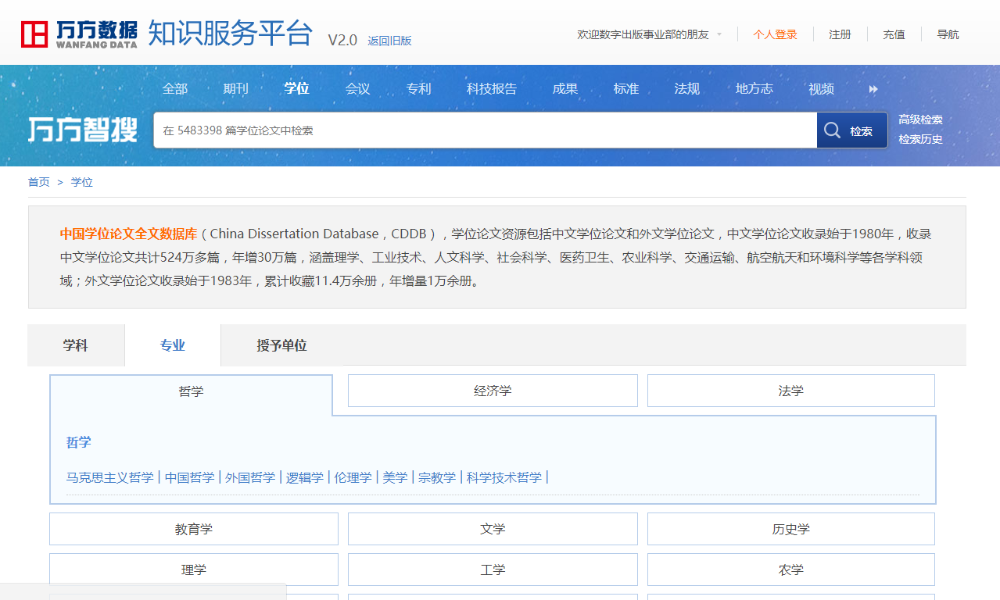 万方数据 知识服务平台 V2.0 返回旧版 欢迎数字出版事业部的朋友 个人登录 注册 充值 导航
WANFANG DATA
全部 期刊 学位 会议 专利 科技报告 成果 标准 法规 地方志 视频
万方智搜 在 5483398 篇学位论文中检索 检索 高级检索
检索历史
首页 > 学位
中国学位论文全文数据库（China Dissertation Database，CDDB），学位论文资源包括中文学位论文和外文学位论文，中文学位论文收录始于1980年，收录
中文学位论文共计524万多篇，年增30万篇，涵盖理学、工业技术、人文科学、社会科学、医药卫生、农业科学、交通运输、航空航天和环境科学等各学科领
域；外文学位论文收录始于1983年，累计收藏11.4万余册，年增量1万余册。
学科 专业 授予单位
哲学 经济学 法学
哲学
马克思主义哲学 | 中国哲学 | 外国哲学 | 逻辑学 | 伦理学 | 美学 | 宗教学 | 科学技术哲学 |
教育学 文学 历史学
理学 工学 农学